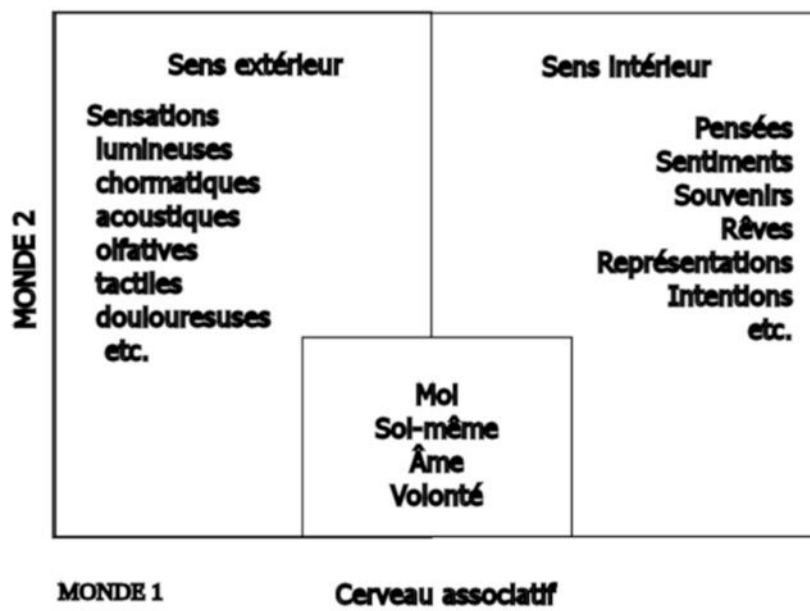 Sens extérieur
Sensations
lumineuses
chormatiques
acoustiques
olfatives
tactiles
doulouresuses
etc.
Sens intérieur
Pensées
Sentiments
Souvenirs
Rêves
Représentations
Intentions
etc.
MONDE 2
Moi
Soi-même
Âme
Volonté
MONDE 1
Cerveau associatif